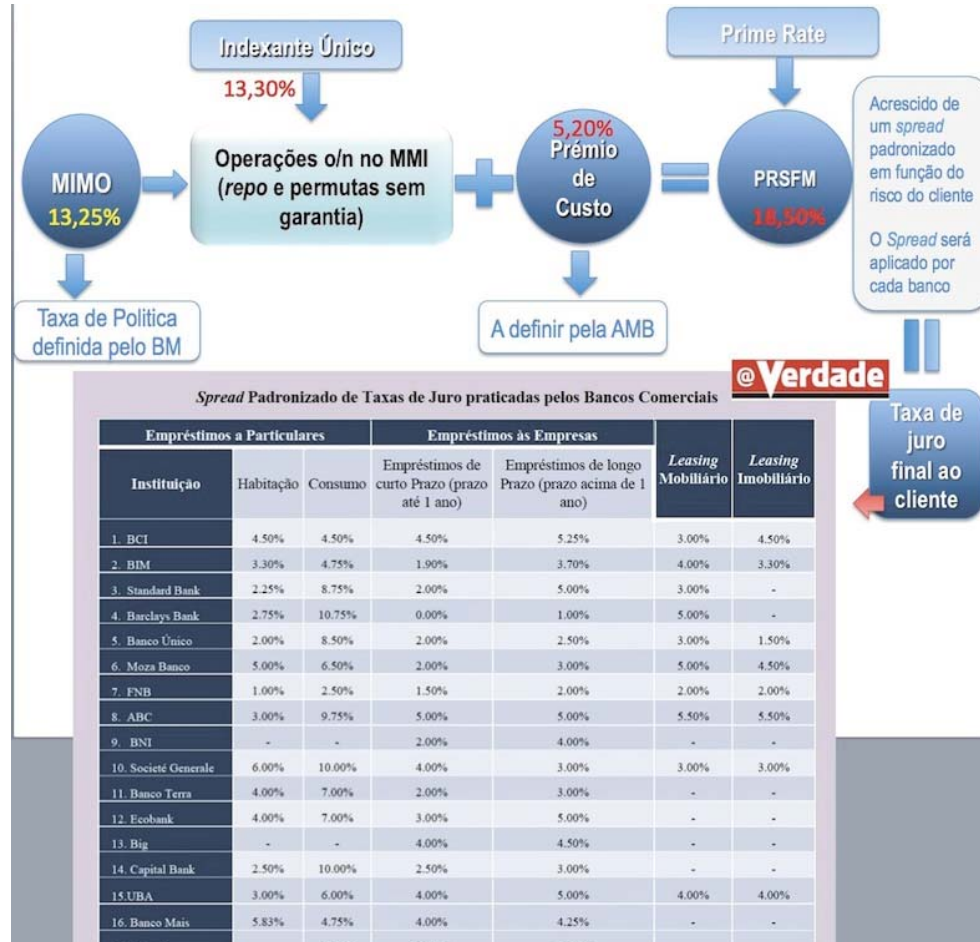 Indexante Único
13,30%
Prime Rate
MIMO
13,25%
Operações o/n no MMI
(repo e permutas sem
garantia)
5,20%
Prémio
de
Custo
PRSFM
18,50%
Acrescido de
um spread
padronizado
em função do
risco do cliente
O Spread será
aplicado por
cada banco
Taxa de Politica
definida pelo BM
A definir pela AMB
@Verdade
Taxa de
juro
final ao
cliente
Spread Padronizado de Taxas de Juro praticadas pelos Bancos Comerciais
Empréstimos a Particulares Empréstimos às Empresas Leasing Mobiliário Leasing Imobiliário
Instituição Habitação Consumo Empréstimos de curto Prazo (prazo até 1 ano) Empréstimos de longo Prazo (prazo acima de 1 ano)
1. BCI 4.50% 4.50% 4.50% 5.25% 3.00% 4.50%
2. BIM 3.30% 4.75% 1.90% 3.70% 4.00% 3.30%
3. Standard Bank 2.25% 8.75% 2.00% 5.00% 3.00% -
4. Barclays Bank 2.75% 10.75% 0.00% 1.00% 5.00% -
5. Banco Único 2.00% 8.50% 2.00% 2.50% 3.00% 1.50%
6. Moza Banco 5.00% 6.50% 2.00% 3.00% 5.00% 4.50%
7. FNB 1.00% 2.50% 1.50% 2.00% 2.00% 2.00%
8. ABC 3.00% 9.75% 5.00% 5.00% 5.50% 5.50%
9. BNI - - 2.00% 4.00% - -
10. Societé Generale 6.00% 10.00% 4.00% 3.00% 3.00% 3.00%
11. Banco Terra 4.00% 7.00% 2.00% 3.00% - -
12. Ecobank 4.00% 7.00% 3.00% 5.00% - -
13. Big - - 4.00% 4.50% - -
14. Capital Bank 2.50% 10.00% 2.50% 3.00% - -
15.UBA 3.00% 6.00% 4.00% 5.00% 4.00% 4.00%
16. Banco Mais 5.83% 4.75% 4.00% 4.25% - -